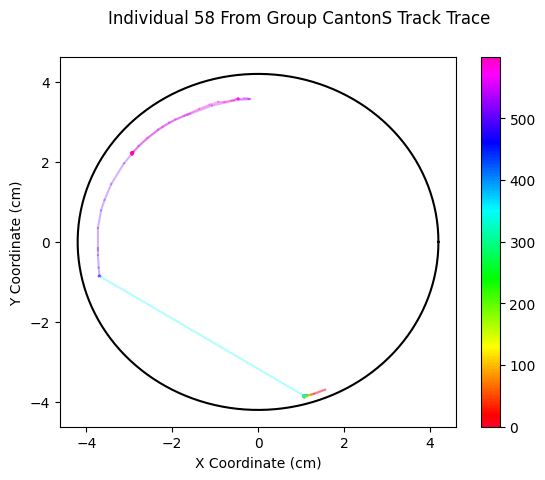 Individual 58 From Group CantonS Track Trace
4
2
0
−2
−4
Y Coordinate (cm)
−4 −2 0 2 4
X Coordinate (cm)
500
400
300
200
100
0